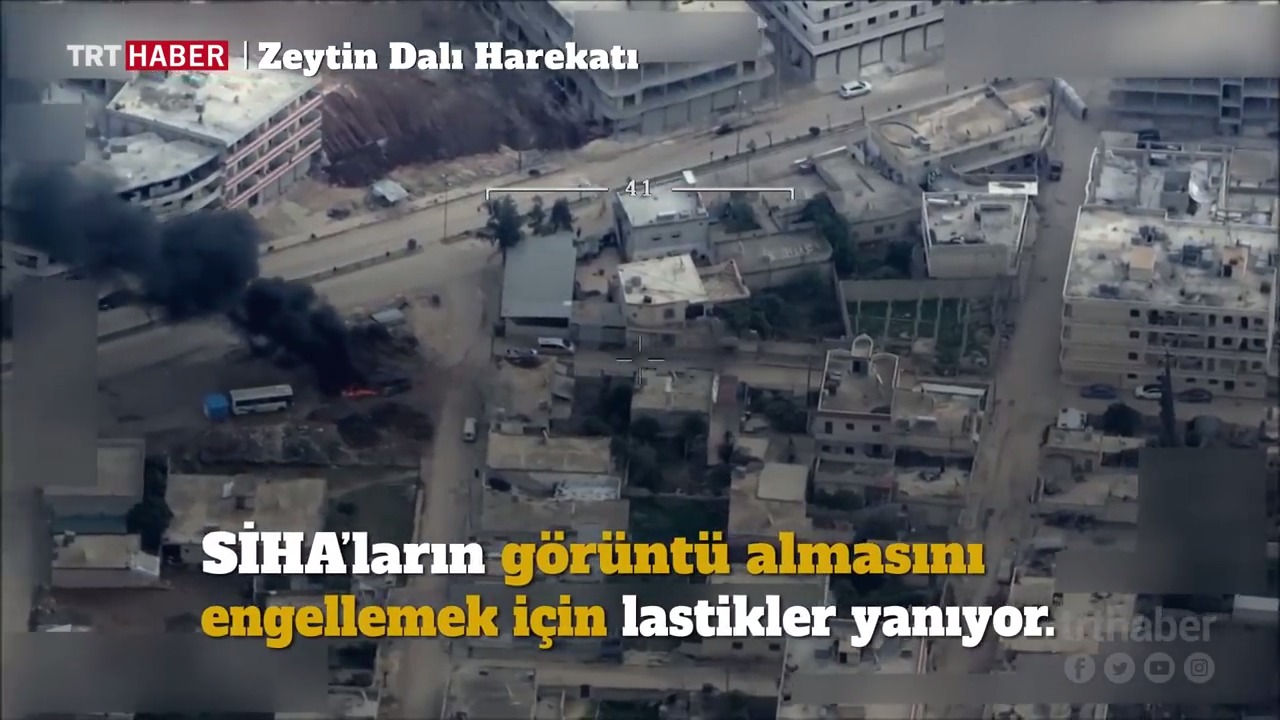 TRT HABER | Zeytin Dalı Harekatı
41
SİHA’ların görüntü almasını
engellemek için lastikler yanıyor.
trthaber